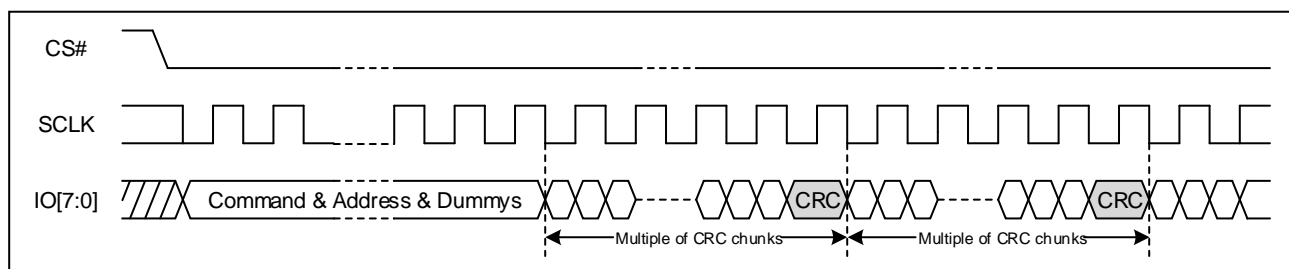 CS#
SCLK
IO[7:0]
Command & Address & Dummys
CRC
CRC
Multiple of CRC chunks
Multiple of CRC chunks